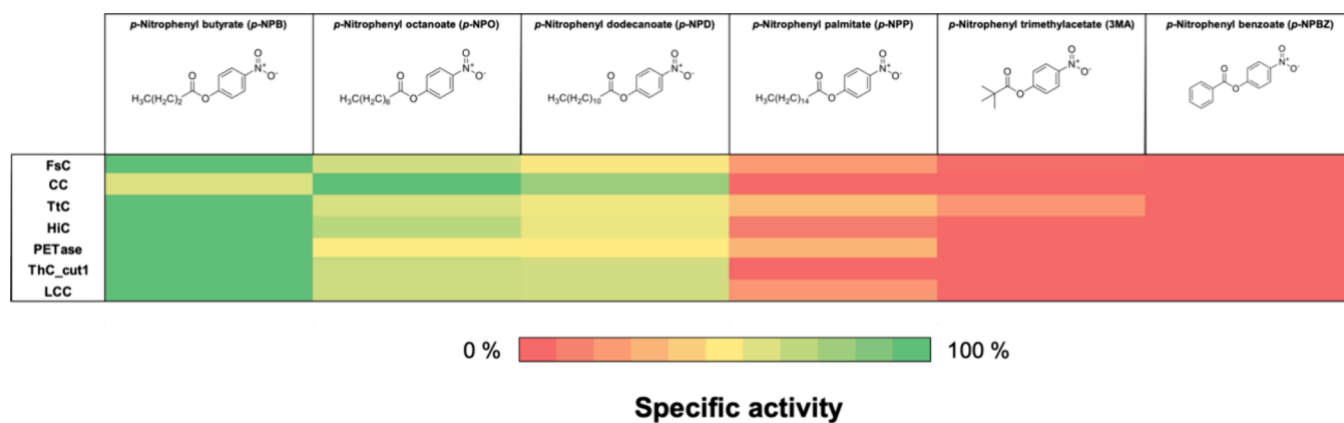 p-Nitrophenyl butyrate (p-NPB)
p-Nitrophenyl octanoate (p-NPO)
p-Nitrophenyl dodecanoate (p-NPD)
p-Nitrophenyl palmitate (p-NPP)
p-Nitrophenyl trimethylacetate (3MA)
p-Nitrophenyl benzoate (p-NPBZ)
O
N⁺
O⁻
O
O
H₃C(H₂C)₂
O
N⁺
O⁻
O
O
H₃C(H₂C)₆
O
N⁺
O⁻
O
O
H₃C(H₂C)₁₀
O
N⁺
O⁻
O
O
H₃C(H₂C)₁₄
O
N⁺
O⁻
O
O
O
N⁺
O⁻
O
O
FsC
CC
TtC
HiC
PETase
ThC_cut1
LCC
0 %
100 %
Specific activity